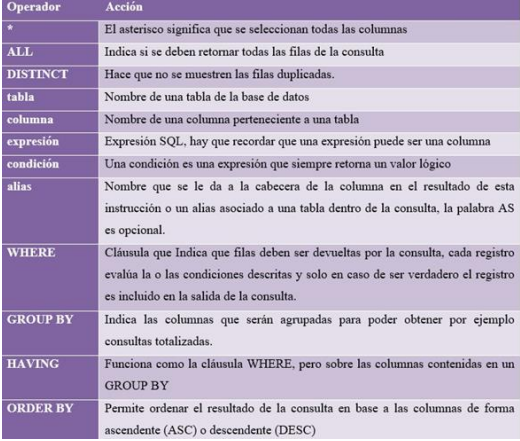 Operador Acción
* El asterisco significa que se seleccionan todas las columnas
ALL Indica si se deben retornar todas las filas de la consulta
DISTINCT Hace que no se muestren las filas duplicadas.
tabla Nombre de una tabla de la base de datos
columna Nombre de una columna perteneciente a una tabla
expresión Expresión SQL, hay que recordar que una expresión puede ser una columna
condición Una condición es una expresión que siempre retorna un valor lógico
alias Nombre que se le da a la cabecera de la columna en el resultado de esta
instrucción o un alias asociado a una tabla dentro de la consulta, la palabra AS
es opcional.
WHERE Cláusula que Indica que filas deben ser devueltas por la consulta, cada registro
evalúa la o las condiciones descritas y solo en caso de ser verdadero el registro
es incluido en la salida de la consulta.
GROUP BY Indica las columnas que serán agrupadas para poder obtener por ejemplo
consultas totalizadas.
HAVING Funciona como la cláusula WHERE, pero sobre las columnas contenidas en un
GROUP BY
ORDER BY Permite ordenar el resultado de la consulta en base a las columnas de forma
ascendente (ASC) o descendente (DESC)